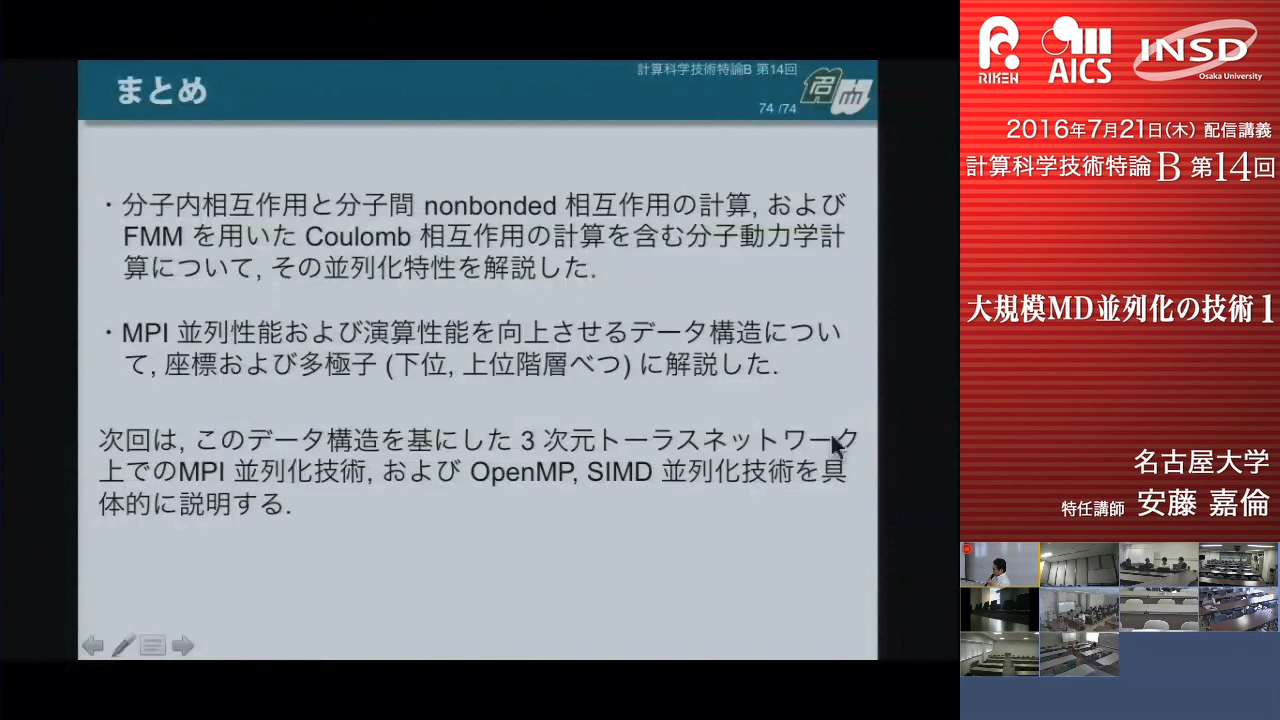 まとめ
計算科学技術特論B 第14回
74 /74
・分子内相互作用と分子間 nonbonded 相互作用の計算, および
FMM を用いた Coulomb 相互作用の計算を含む分子動力学計
算について, その並列化特性を解説した.
・MPI 並列性能および演算性能を向上させるデータ構造につい
て, 座標および多極子 (下位, 上位階層べつ) に解説した.
次回は, このデータ構造を基にした 3 次元トーラスネットワーク
上でのMPI 並列化技術, および OpenMP, SIMD 並列化技術を具
体的に説明する.
RIKEN
AICS
INSD
Osaka University
2016年7月21日(木) 配信講義
計算科学技術特論 B 第14回
大規模MD並列化の技術1
名古屋大学
特任講師 安藤 嘉倫